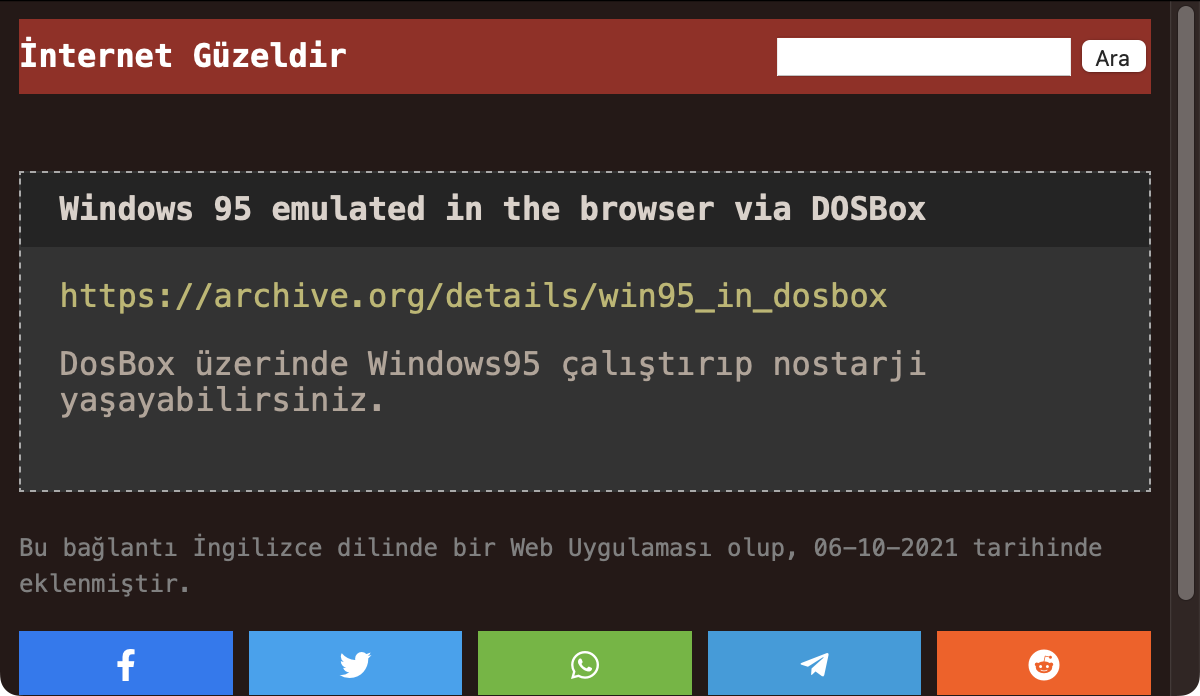 İnternet Güzeldir
Ara
Windows 95 emulated in the browser via DOSBox
https://archive.org/details/win95_in_dosbox
DosBox üzerinde Windows95 çalıştırıp nostarji
yaşayabilirsiniz.
Bu bağlantı İngilizce dilinde bir Web Uygulaması olup, 06-10-2021 tarihinde
eklenmiştir.